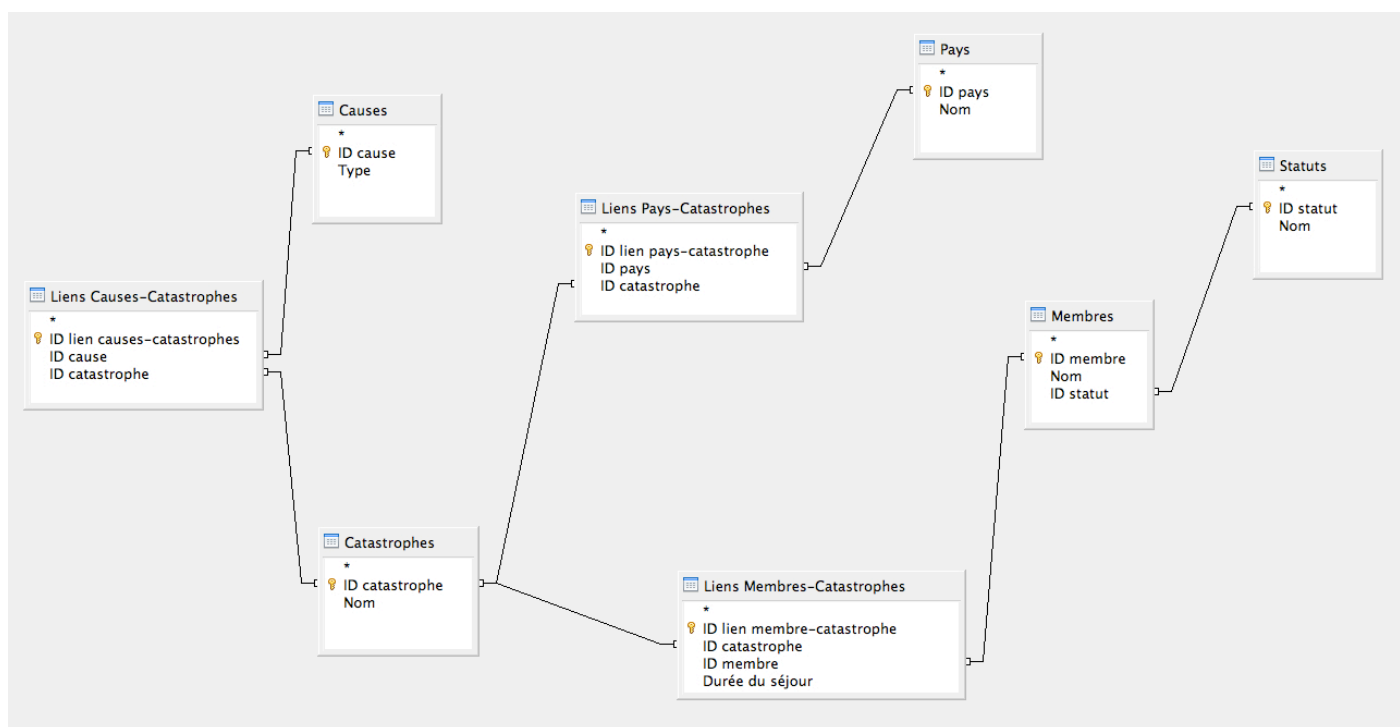 Pays
*
ID pays
Nom
Causes
*
ID cause
Type
Statuts
*
ID statut
Nom
Liens Pays-Catastrophes
*
ID lien pays-catastrophe
ID pays
ID catastrophe
Liens Causes-Catastrophes
*
ID lien causes-catastrophes
ID cause
ID catastrophe
Membres
*
ID membre
Nom
ID statut
Catastrophes
*
ID catastrophe
Nom
Liens Membres-Catastrophes
*
ID lien membre-catastrophe
ID catastrophe
ID membre
Durée du séjour